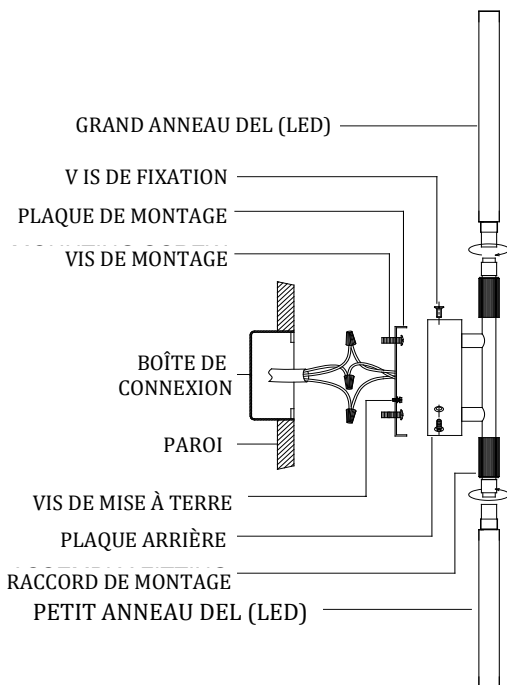 GRAND ANNEAU DEL (LED)
V IS DE FIXATION
PLAQUE DE MONTAGE
VIS DE MONTAGE
BOÎTE DE
CONNEXION
PAROI
VIS DE MISE À TERRE
PLAQUE ARRIÈRE
RACCORD DE MONTAGE
PETIT ANNEAU DEL (LED)